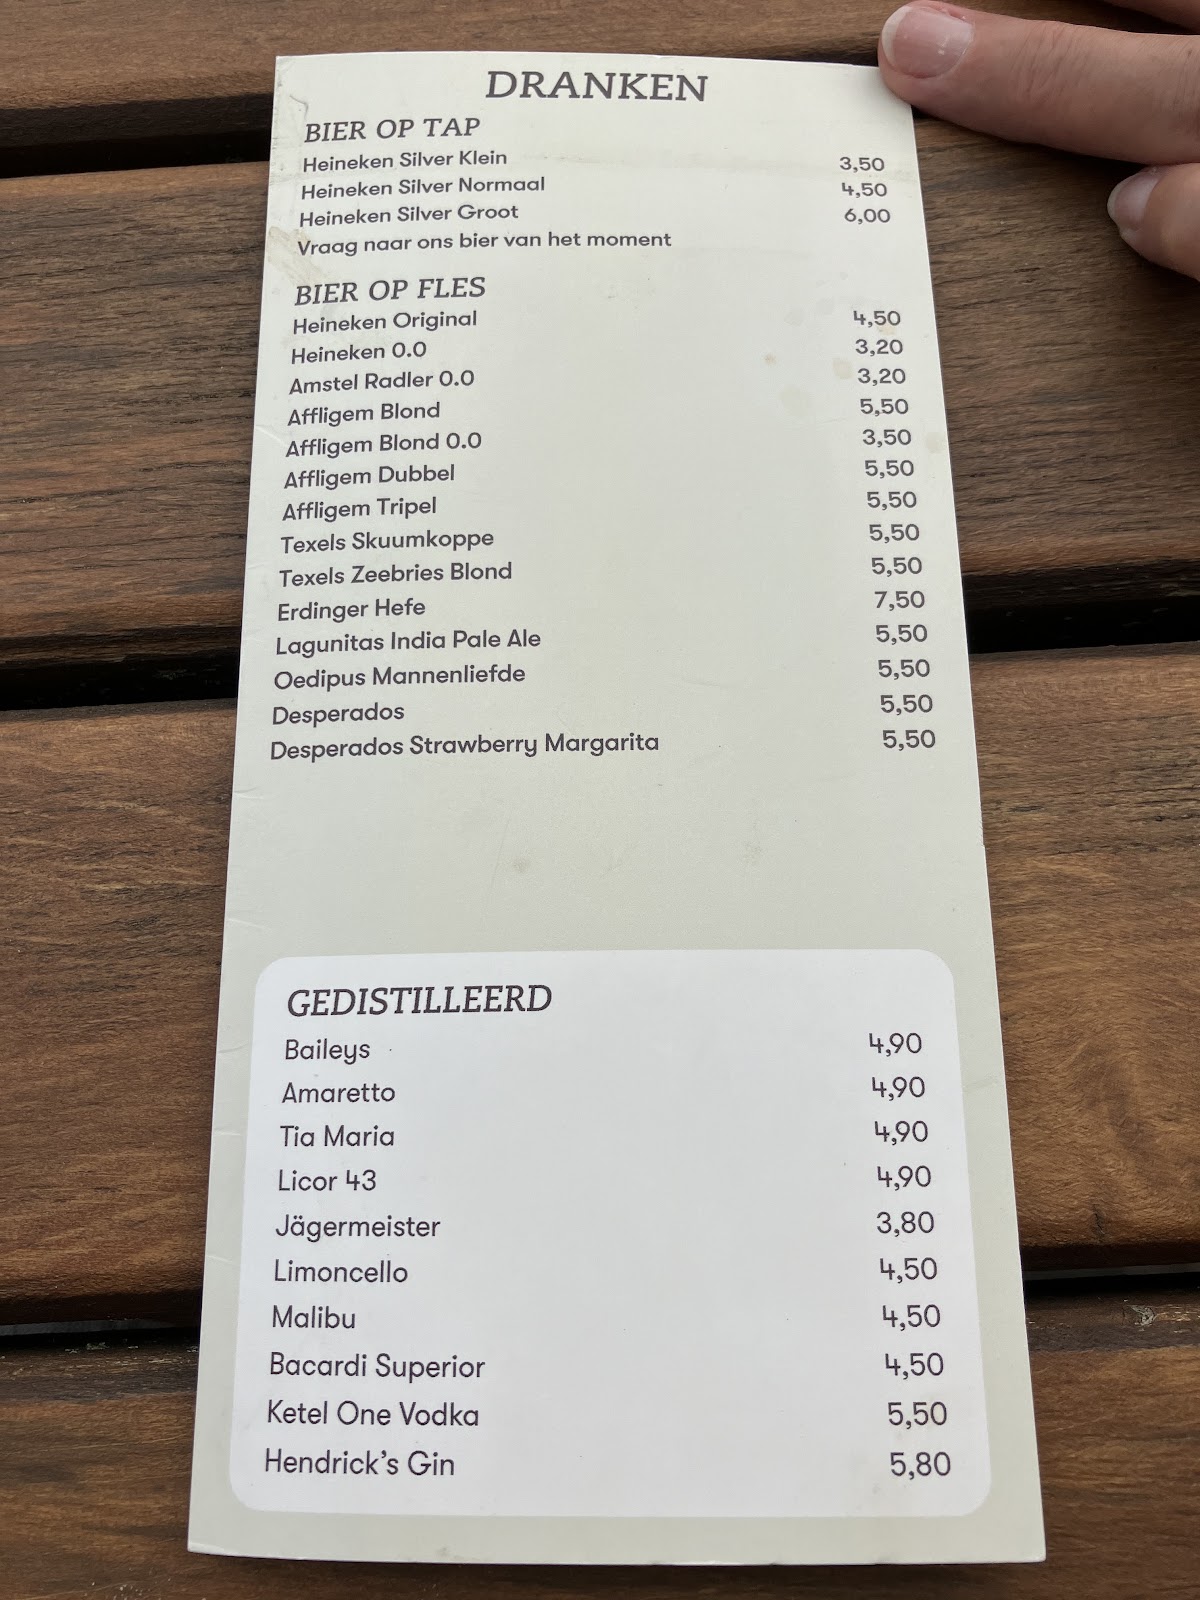 DRANKEN
BIER OP TAP
Heineken Silver Klein 3,50
Heineken Silver Normaal 4,50
Heineken Silver Groot 6,00
Vraag naar ons bier van het moment
BIER OP FLES
Heineken Original 4,50
Heineken 0.0 3,20
Amstel Radler 0.0 3,20
Affligem Blond 5,50
Affligem Blond 0.0 3,50
Affligem Dubbel 5,50
Affligem Tripel 5,50
Texels Skuumkoppe 5,50
Texels Zeebries Blond 5,50
Erdinger Hefe 7,50
Lagunitas India Pale Ale 5,50
Oedipus Mannenliefde 5,50
Desperados 5,50
Desperados Strawberry Margarita 5,50
GEDISTILLEERD
Baileys 4,90
Amaretto 4,90
Tia Maria 4,90
Licor 43 4,90
Jägermeister 3,80
Limoncello 4,50
Malibu 4,50
Bacardi Superior 4,50
Ketel One Vodka 5,50
Hendrick's Gin 5,80